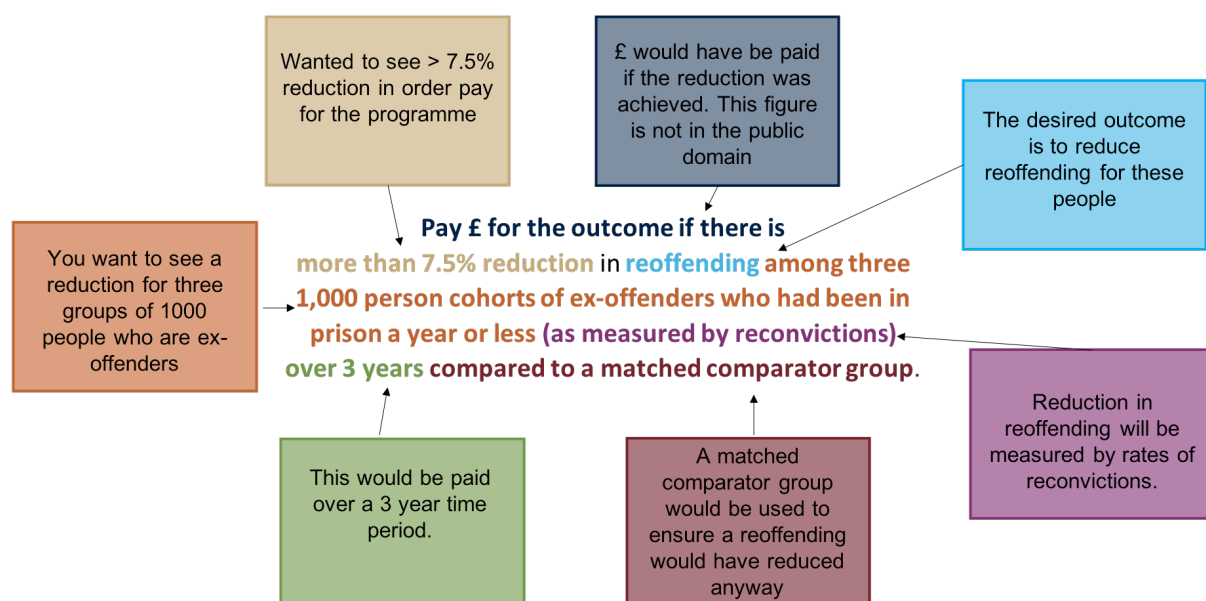 Wanted to see > 7.5%
reduction in order pay
for the programme
£ would have be paid
if the reduction was
achieved. This figure
is not in the public
domain
The desired outcome
is to reduce
reoffending for these
people
You want to see a
reduction for three
groups of 1000
people who are ex-
offenders
Pay £ for the outcome if there is
more than 7.5% reduction in reoffending among three
1,000 person cohorts of ex-offenders who had been in
prison a year or less (as measured by reconvictions)
over 3 years compared to a matched comparator group.
Reduction in
reoffending will be
measured by rates of
reconvictions.
This would be paid
over a 3 year time
period.
A matched
comparator group
would be used to
ensure a reoffending
would have reduced
anyway